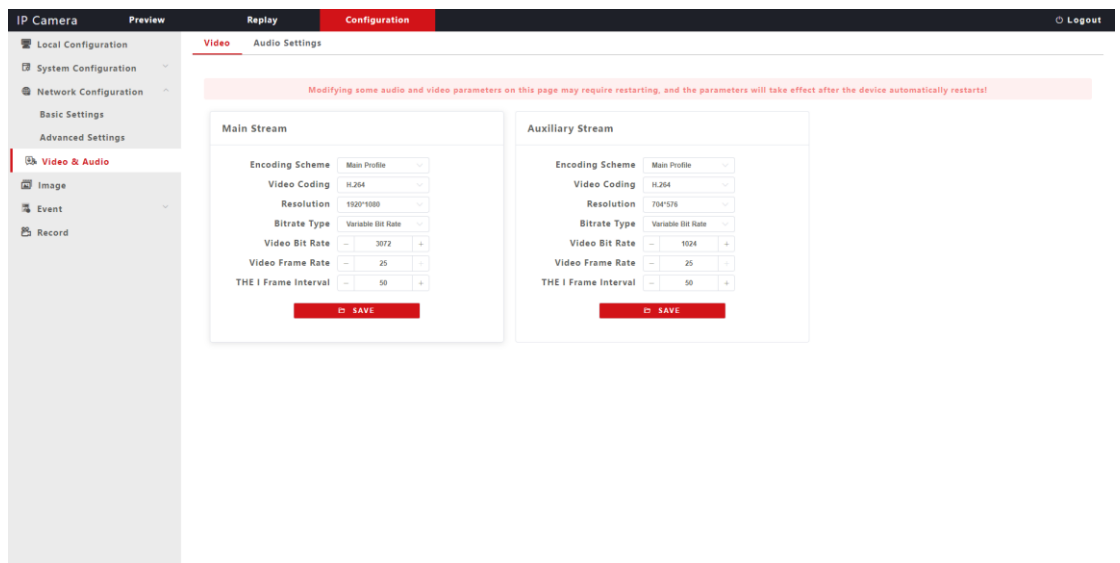 IP Camera Preview Replay Configuration Logout
Local Configuration
System Configuration
Network Configuration
Basic Settings
Advanced Settings
Video & Audio
Image
Event
Record
Video Audio Settings
Modifying some audio and video parameters on this page may require restarting, and the parameters will take effect after the device automatically restarts!
Main Stream
Encoding Scheme Main Profile
Video Coding H.264
Resolution 1920*1080
Bitrate Type Variable Bit Rate
Video Bit Rate − 3072 +
Video Frame Rate − 25 +
THE I Frame Interval − 50 +
SAVE
Auxiliary Stream
Encoding Scheme Main Profile
Video Coding H.264
Resolution 704*576
Bitrate Type Variable Bit Rate
Video Bit Rate − 1024 +
Video Frame Rate − 25 +
THE I Frame Interval − 50 +
SAVE